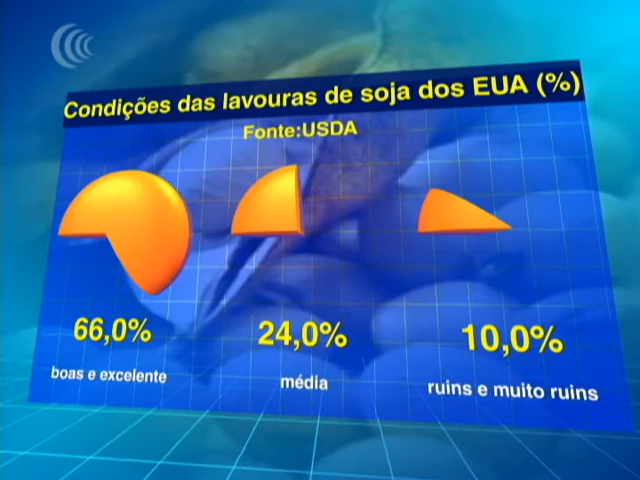 Condições das lavouras de soja dos EUA (%)
Fonte:USDA
66,0%
24,0%
10,0%
boas e excelente
média
ruins e muito ruins